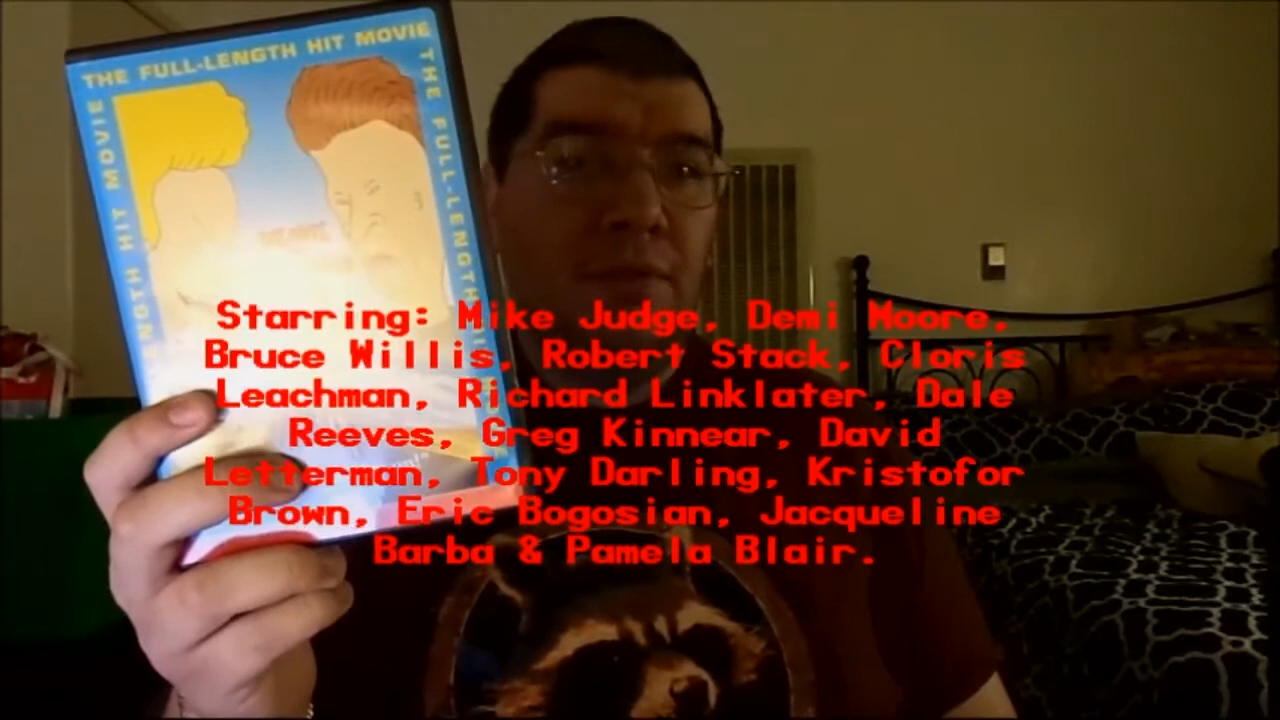 THE FULL-LENGTH HIT MOVIE
THE FULL-LENGTH
HIT MOVIE
Starring: Mike Judge, Demi Moore,
Bruce Willis, Robert Stack, Cloris
Leachman, Richard Linklater, Dale
Reeves, Greg Kinnear, David
Letterman, Tony Darling, Kristofor
Brown, Eric Bogosian, Jacqueline
Barba & Pamela Blair.